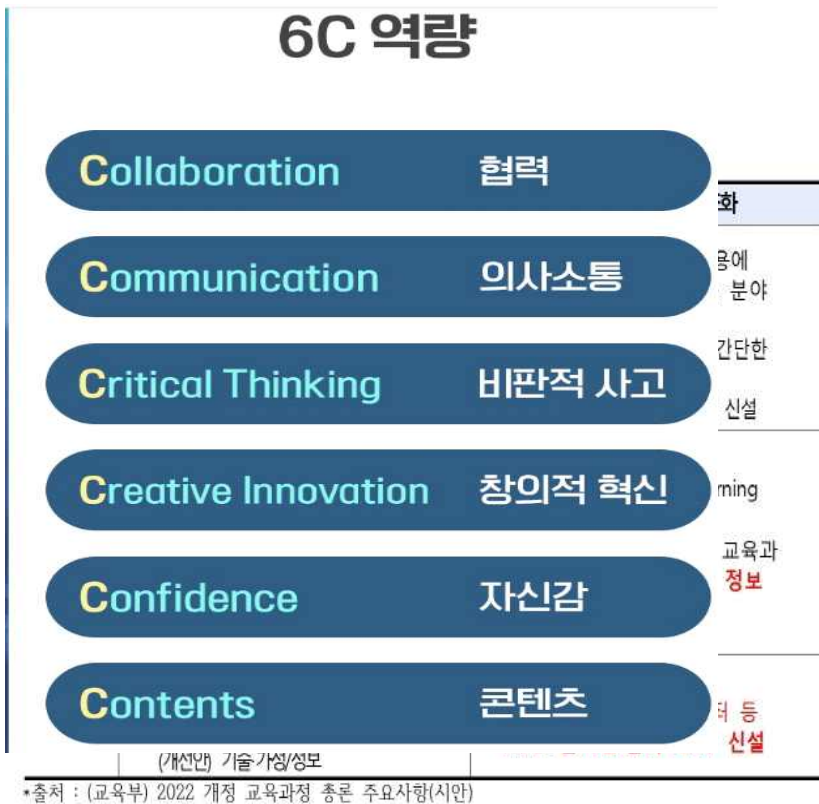 6C 역량
Collaboration 협력
Communication 의사소통
Critical Thinking 비판적 사고
Creative Innovation 창의적 혁신
Confidence 자신감
Contents 콘텐츠
화
용에
분야
간단한
신설
rning
교육과
정보
터 등
신설
(개선안) 기술·가정/정보
*출처 : (교육부) 2022 개정 교육과정 총론 주요사항(시안)